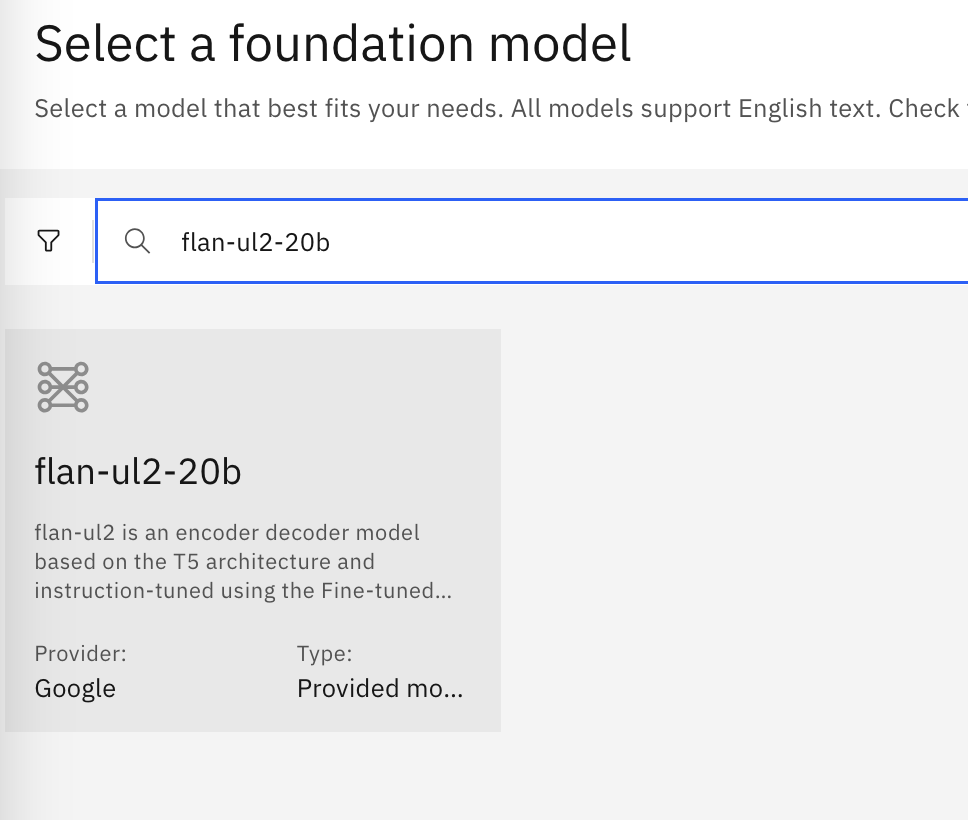 Select a foundation model
Select a model that best fits your needs. All models support English text. Check
flan-ul2-20b
flan-ul2-20b
flan-ul2 is an encoder decoder model
based on the T5 architecture and
instruction-tuned using the Fine-tuned...
Provider:
Type:
Google
Provided mo...